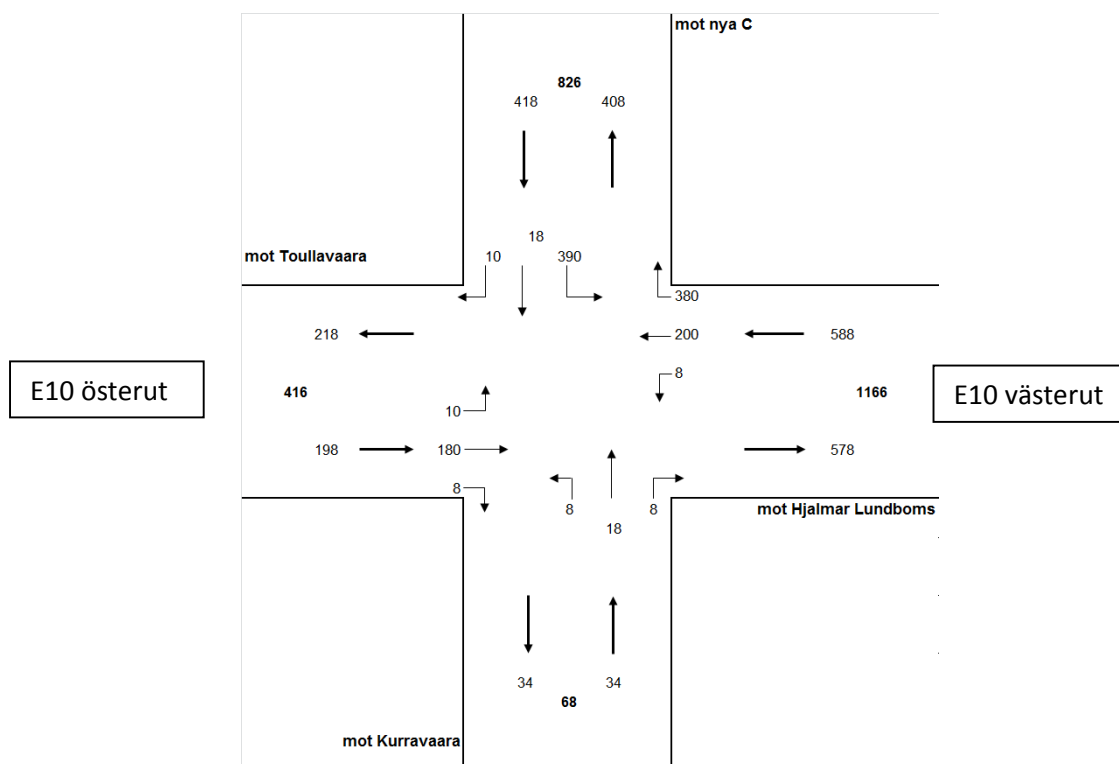 mot nya C
826
418 408
18
10 390
mot Toullavaara
380
218 200 588
E10 österut
416
8
1166
E10 västerut
10
198 180 578
8
8 8
mot Hjalmar Lundboms
18
34 34
68
mot Kurravaara